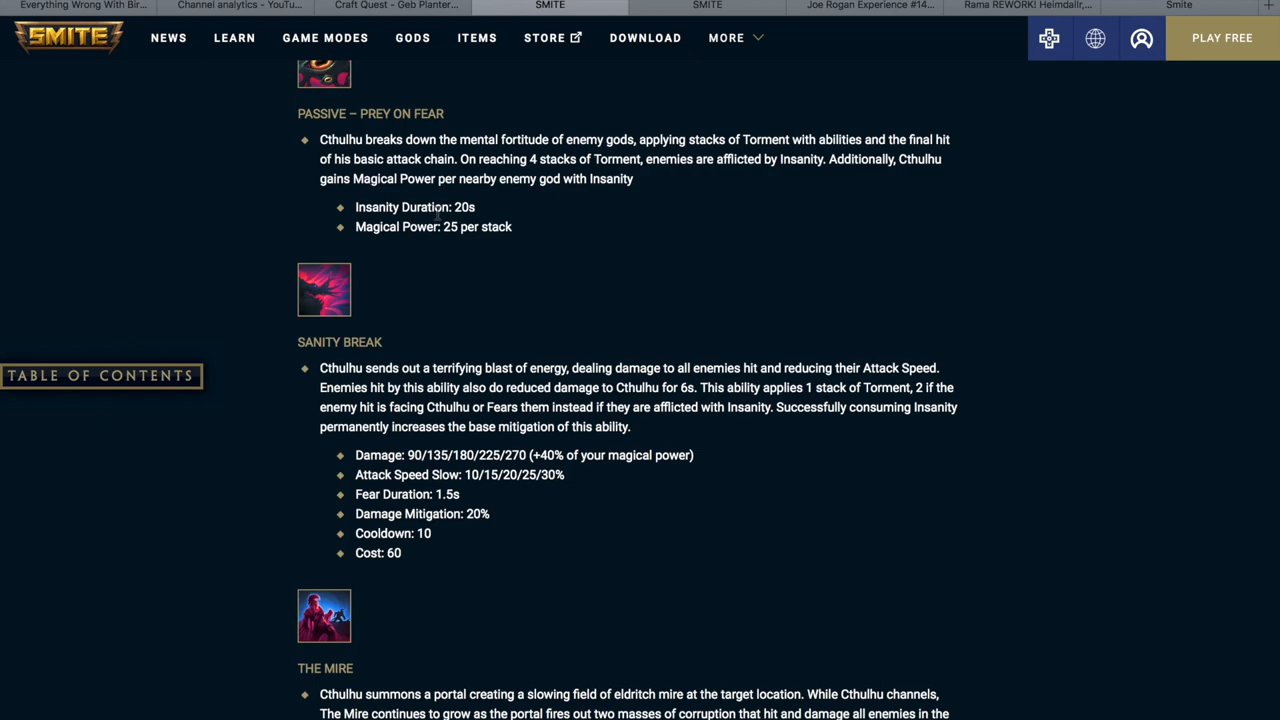 Everything Wrong With Bir...
Channel analytics - YouTu...
Craft Quest - Geb Planter...
SMITE
SMITE
Joe Rogan Experience #14...
Rama REWORK! Heimdallr,...
Smite
SMITE
NEWS
LEARN
GAME MODES
GODS
ITEMS
STORE
DOWNLOAD
MORE
PLAY FREE
PASSIVE – PREY ON FEAR
Cthulhu breaks down the mental fortitude of enemy gods, applying stacks of Torment with abilities and the final hit
of his basic attack chain. On reaching 4 stacks of Torment, enemies are afflicted by Insanity. Additionally, Cthulhu
gains Magical Power per nearby enemy god with Insanity
Insanity Duration: 20s
Magical Power: 25 per stack
SANITY BREAK
TABLE OF CONTENTS
Cthulhu sends out a terrifying blast of energy, dealing damage to all enemies hit and reducing their Attack Speed.
Enemies hit by this ability also do reduced damage to Cthulhu for 6s. This ability applies 1 stack of Torment, 2 if the
enemy hit is facing Cthulhu or Fears them instead if they are afflicted with Insanity. Successfully consuming Insanity
permanently increases the base mitigation of this ability.
Damage: 90/135/180/225/270 (+40% of your magical power)
Attack Speed Slow: 10/15/20/25/30%
Fear Duration: 1.5s
Damage Mitigation: 20%
Cooldown: 10
Cost: 60
THE MIRE
Cthulhu summons a portal creating a slowing field of eldritch mire at the target location. While Cthulhu channels,
The Mire continues to grow as the portal fires out two masses of corruption that hit and damage all enemies in the